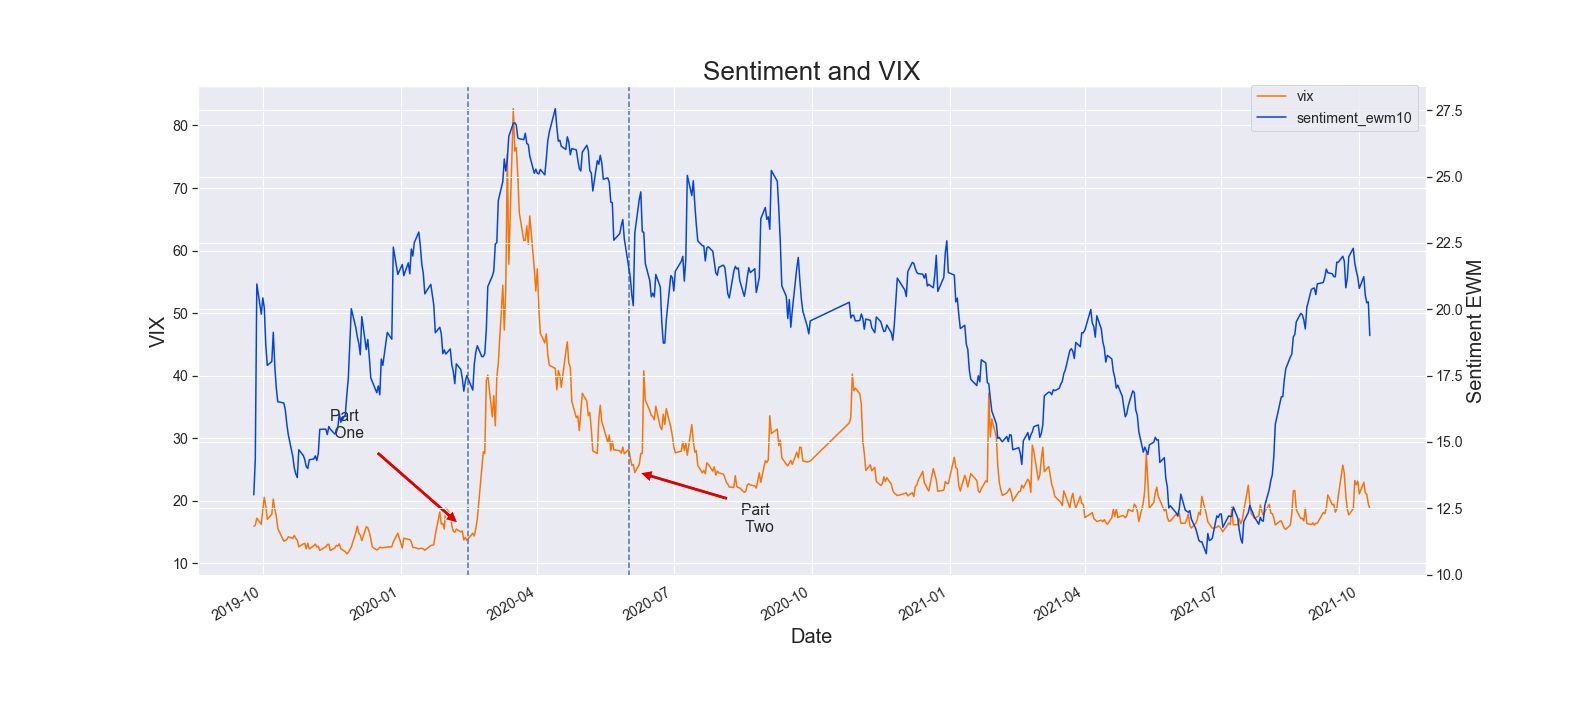 Sentiment and VIX
vix
sentiment_ewm10
80
70
60
50
40
30
20
10
VIX
27.5
25.0
22.5
20.0
17.5
15.0
12.5
10.0
Sentiment EWM
Part
One
Part
Two
2019-10
2020-01
2020-04
2020-07
2020-10
2021-01
2021-04
2021-07
2021-10
Date